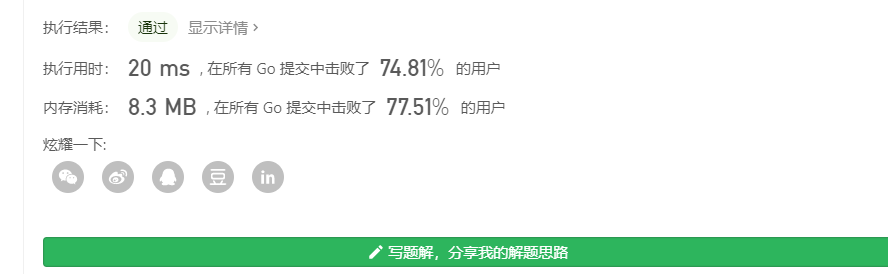 执行结果： 通过 显示详情 >
执行用时： 20 ms , 在所有 Go 提交中击败了 74.81% 的用户
内存消耗： 8.3 MB , 在所有 Go 提交中击败了 77.51% 的用户
炫耀一下:
豆 in
写题解，分享我的解题思路